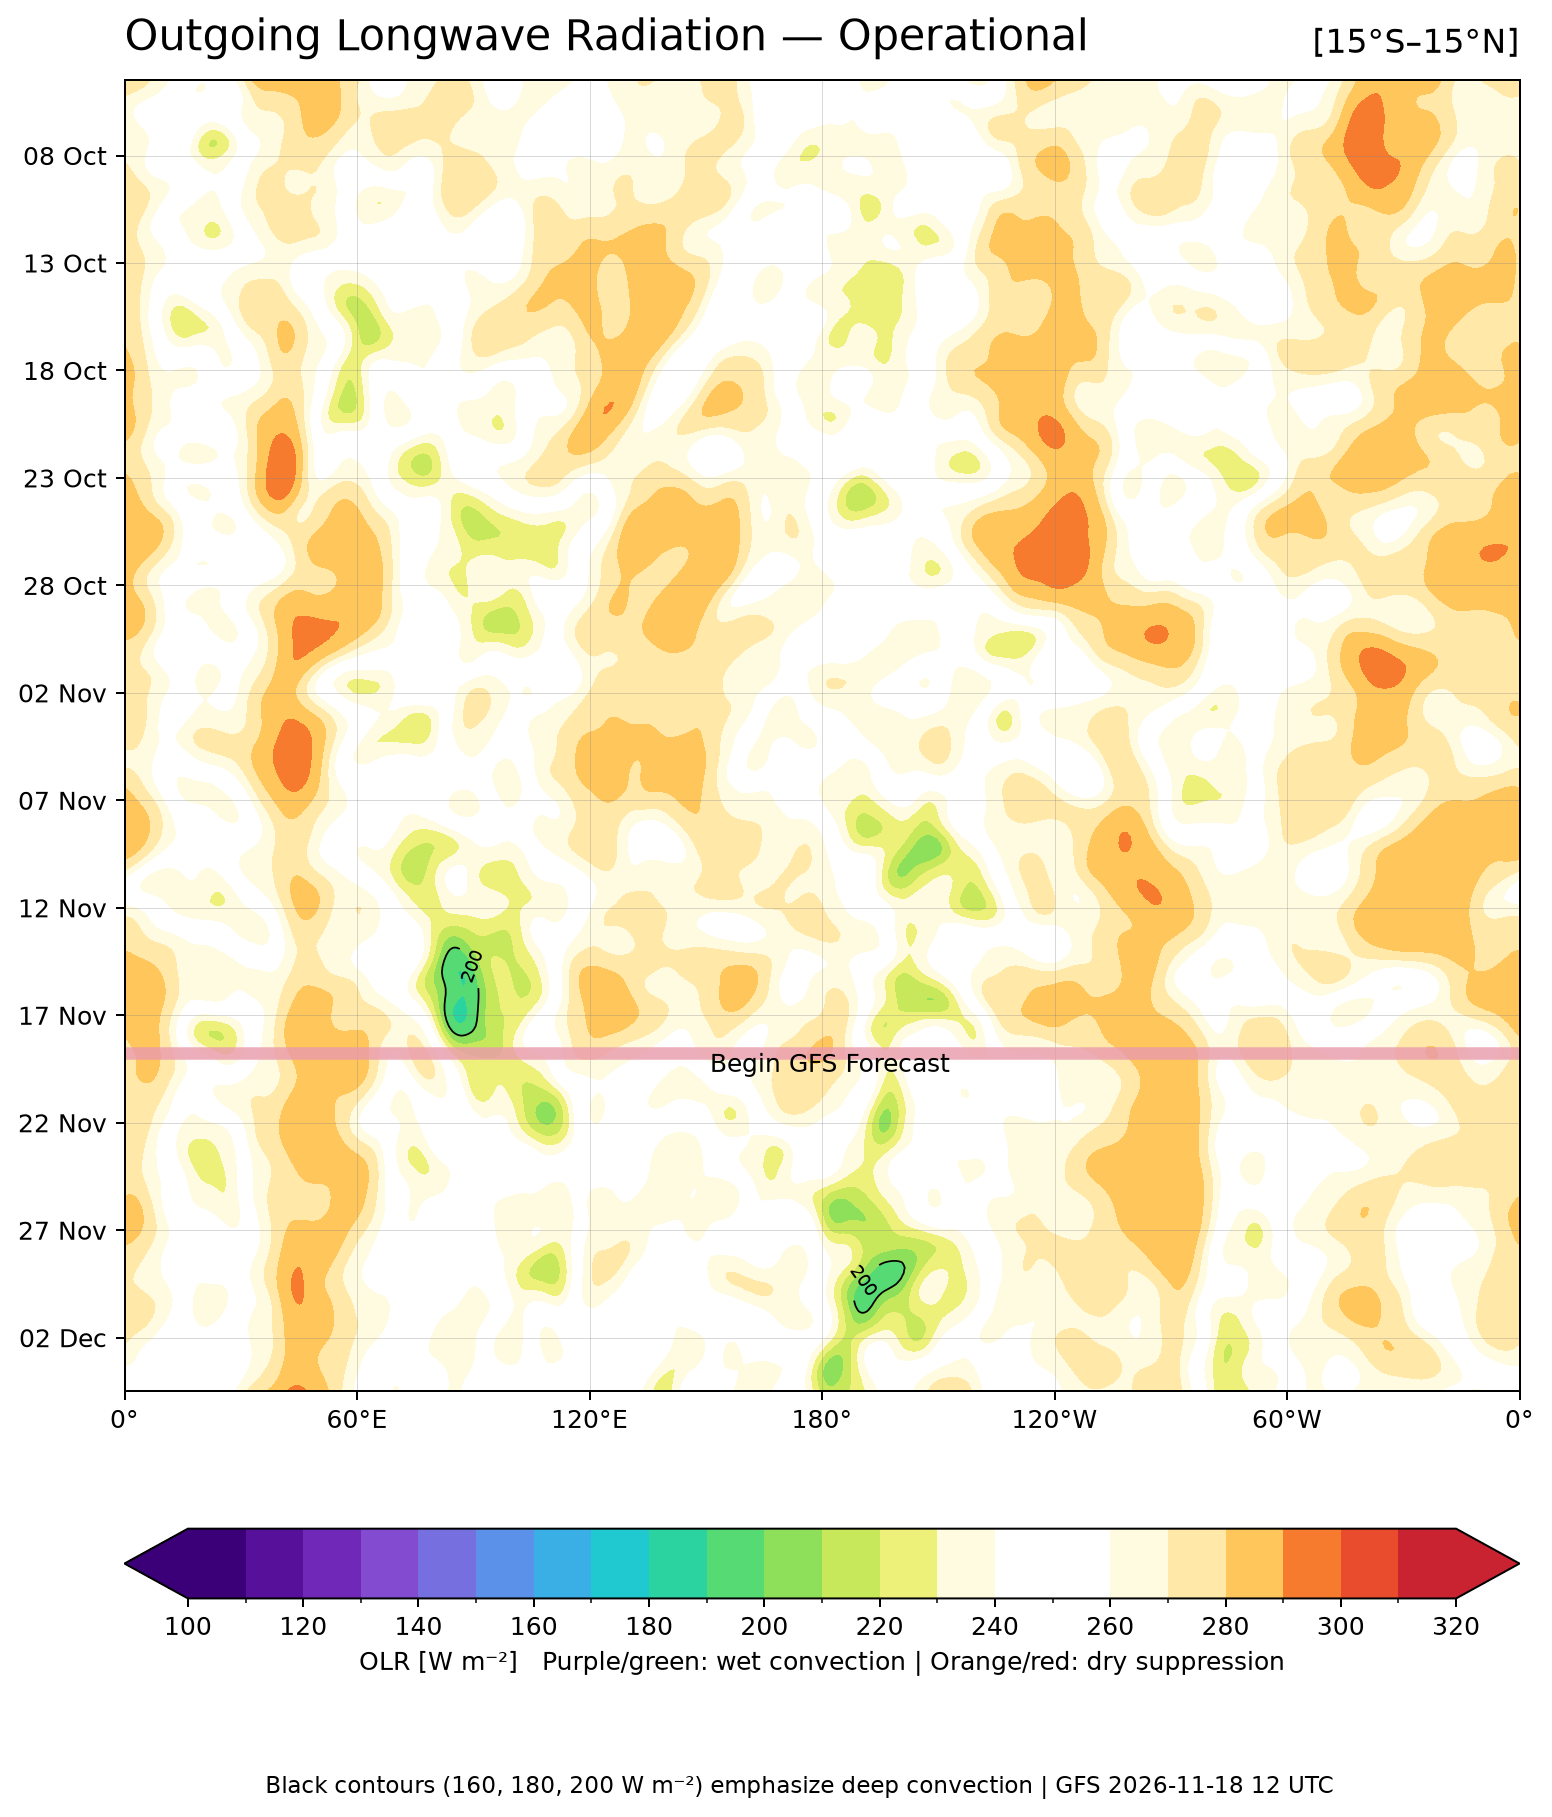 Outgoing Longwave Radiation — Operational
[15°S–15°N]
08 Oct
13 Oct
18 Oct
23 Oct
28 Oct
02 Nov
07 Nov
12 Nov
200
17 Nov
Begin GFS Forecast
22 Nov
27 Nov
200
02 Dec
0° 60°E 120°E 180° 120°W 60°W 0°
100 120 140 160 180 200 220 240 260 280 300 320
OLR [W m⁻²]   Purple/green: wet convection | Orange/red: dry suppression
Black contours (160, 180, 200 W m⁻²) emphasize deep convection | GFS 2026-11-18 12 UTC